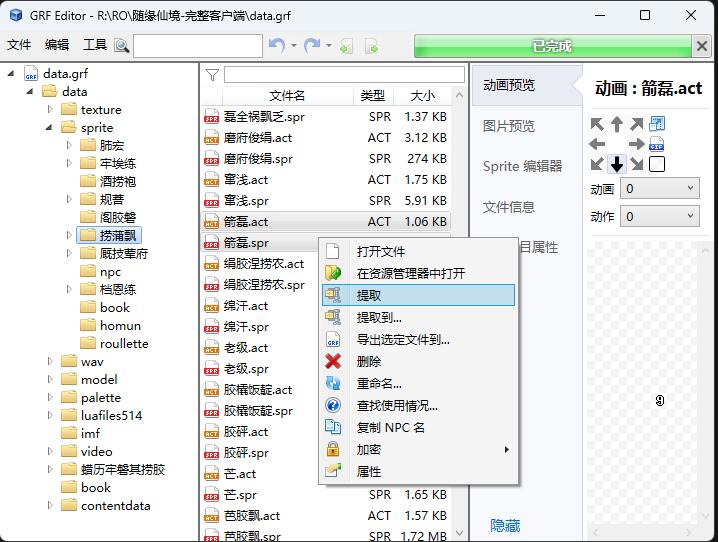 GRF Editor - R:\RO\随缘仙境-完整客户端\data.grf
文件 编辑 工具
已完成
data.grf
data
texture
sprite
肺宏
牢埃练
酒捞袍
规菩
阁胶磐
捞蒲飘
厩技荤府
npc
档恩练
book
homun
roullette
wav
model
palette
luafiles514
imf
video
蜡历牢磐其捞胶
book
contentdata
文件名 类型 大小
磊全祸飘乏.spr SPR 1.37 KB
磨府俊绢.act ACT 3.12 KB
磨府俊绢.spr SPR 274 KB
窜浅.act ACT 1.75 KB
窜浅.spr SPR 5.91 KB
箭磊.act ACT 1.06 KB
箭磊.spr
绢胶涅捞农.act
绢胶涅捞农.spr
绵汗.act
绵汗.spr
老级.act
老级.spr
胶橇饭靛.act
胶橇饭靛.spr
胶砰.act
胶砰.spr
芒.act
芒.spr SPR 1.65 KB
芭胶飘.act ACT 1.57 KB
芭胶飘.spr SPR 1.72 MB
打开文件
在资源管理器中打开
提取
提取到...
导出选定文件到...
删除
重命名...
查找使用情况...
复制 NPC 名
加密
属性
动画预览
图片预览
Sprite 编辑器
文件信息
目属性
隐藏
动画 : 箭磊.act
动画 0
动作 0
9